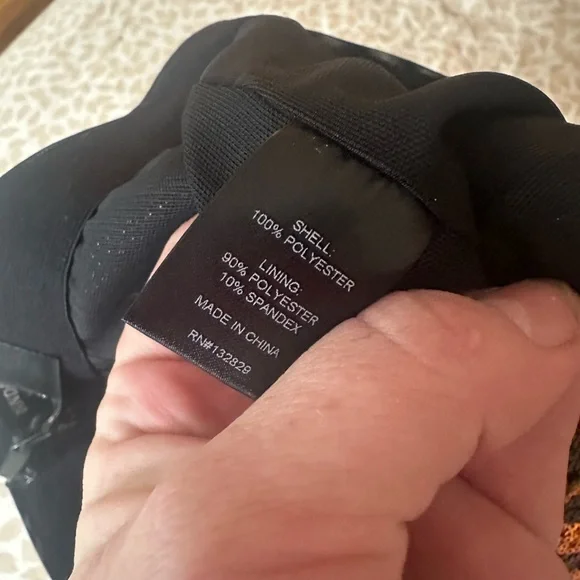 SHELL:
100% POLYESTER
LINING:
90% POLYESTER
10% SPANDEX
MADE IN CHINA
RN#132829